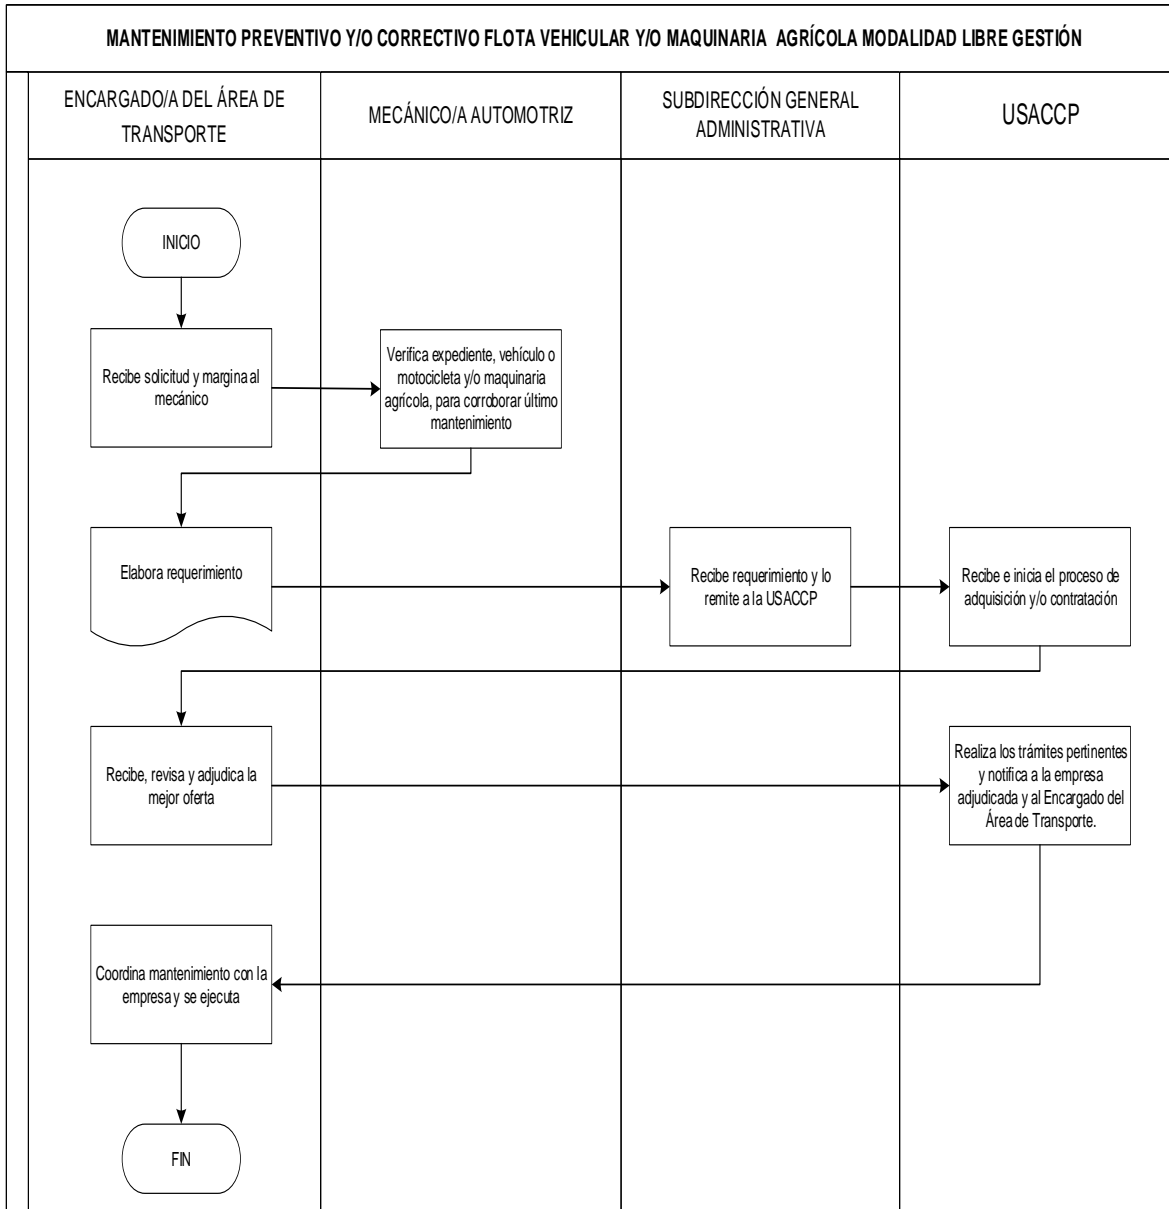 MANTENIMIENTO PREVENTIVO Y/O CORRECTIVO FLOTA VEHICULAR Y/O MAQUINARIA AGRÍCOLA MODALIDAD LIBRE GESTIÓN
ENCARGADO/A DEL ÁREA DE
TRANSPORTE
MECÁNICO/A AUTOMOTRIZ
SUBDIRECCIÓN GENERAL
ADMINISTRATIVA
USACCP
INICIO
Recibe solicitud y margina al
mecánico
Verifica expediente, vehículo o
motocicleta y/o maquinaria
agrícola, para corroborar último
mantenimiento
Elabora requerimiento
Recibe requerimiento y lo
remite a la USACCP
Recibe e inicia el proceso de
adquisición y/o contratación
Recibe, revisa y adjudica la
mejor oferta
Realiza los trámites pertinentes
y notifica a la empresa
adjudicada y al Encargado del
Área de Transporte.
Coordina mantenimiento con la
empresa y se ejecuta
FIN